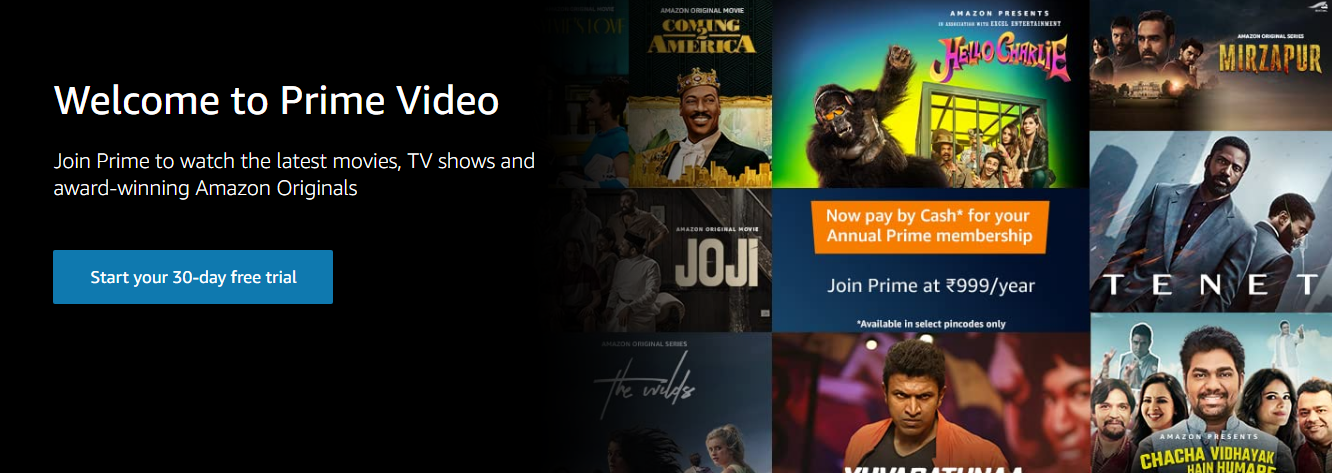 Welcome to Prime Video
Join Prime to watch the latest movies, TV shows and
award-winning Amazon Originals
Start your 30-day free trial
AMAZON ORIGINAL MOVIE
COMING
2
AMERICA
AMAZON PRESENTS
IN ASSOCIATION WITH EXCEL ENTERTAINMENT
HELLO CHARLIE
AMAZON ORIGINAL SERIES
MIRZAPUR
AMAZON ORIGINAL MOVIE
JOJI
Now pay by Cash* for your
Annual Prime membership
Join Prime at ₹999/year
*Available in select pincodes only
TENET
AMAZON ORIGINAL SERIES
the wilds
YUVARATHNAA
AMAZON PRESENTS
CHACHA VIDHAYAK
HAIN HUMARE